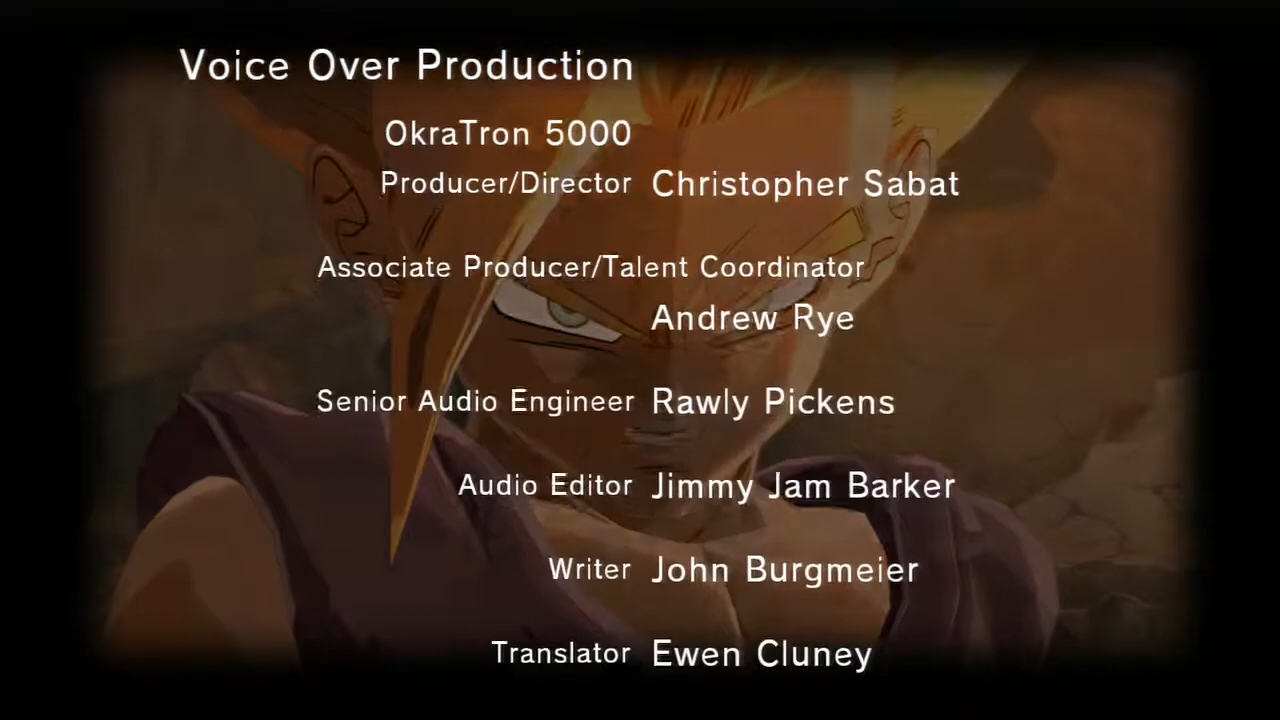 Voice Over Production
OkraTron 5000
Producer/Director Christopher Sabat
Associate Producer/Talent Coordinator
Andrew Rye
Senior Audio Engineer Rawly Pickens
Audio Editor Jimmy Jam Barker
Writer John Burgmeier
Translator Ewen Cluney